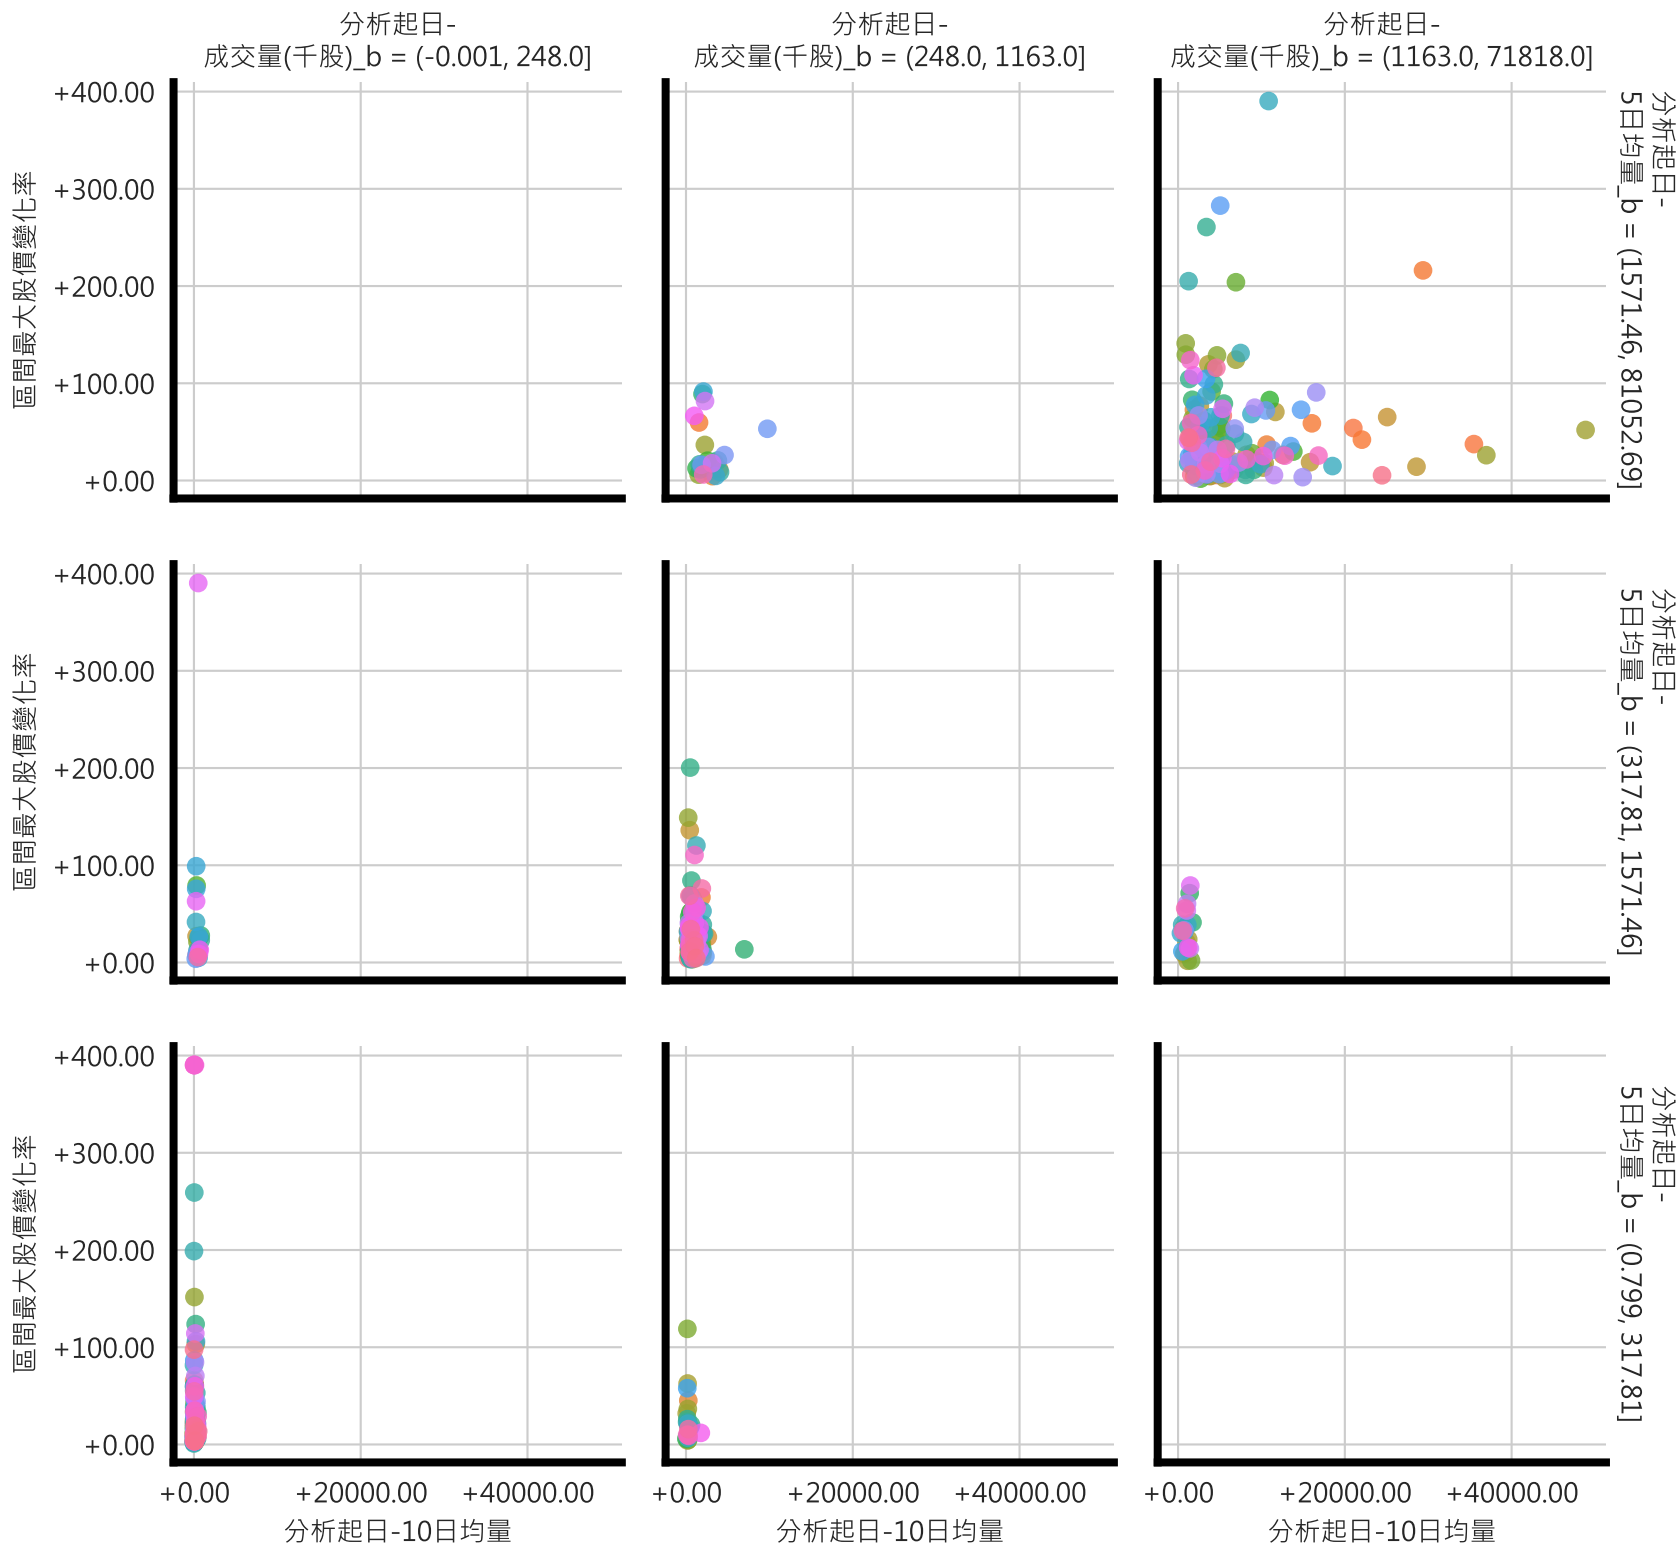 分析起日-
成交量(千股)_b = (-0.001, 248.0]
分析起日-
成交量(千股)_b = (248.0, 1163.0]
分析起日-
成交量(千股)_b = (1163.0, 71818.0]
區間最大股價變化率
+400.00
+300.00
+200.00
+100.00
+0.00
分析起日-
5日均量_b = (1571.46, 81052.69]
區間最大股價變化率
+400.00
+300.00
+200.00
+100.00
+0.00
分析起日-
5日均量_b = (317.81, 1571.46]
區間最大股價變化率
+400.00
+300.00
+200.00
+100.00
+0.00
分析起日-
5日均量_b = (0.799, 317.81]
+0.00 +20000.00 +40000.00
+0.00 +20000.00 +40000.00
+0.00 +20000.00 +40000.00
分析起日-10日均量
分析起日-10日均量
分析起日-10日均量